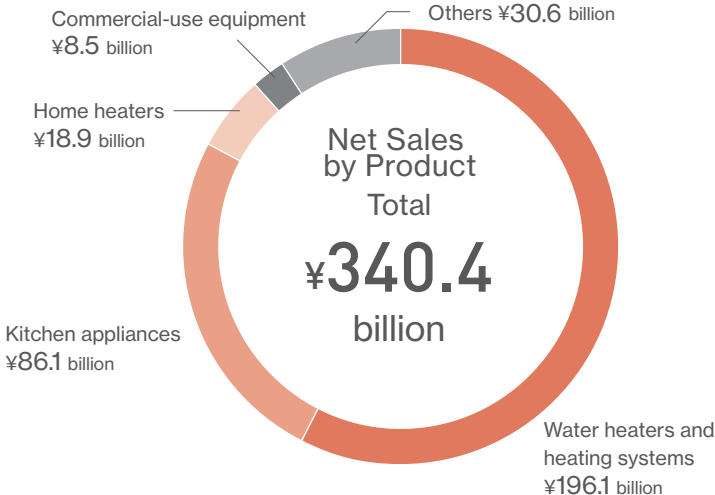 Commercial-use equipment
¥8.5 billion
Others ¥30.6 billion
Home heaters
¥18.9 billion
Net Sales
by Product
Total
¥340.4
billion
Kitchen appliances
¥86.1 billion
Water heaters and
heating systems
¥196.1 billion